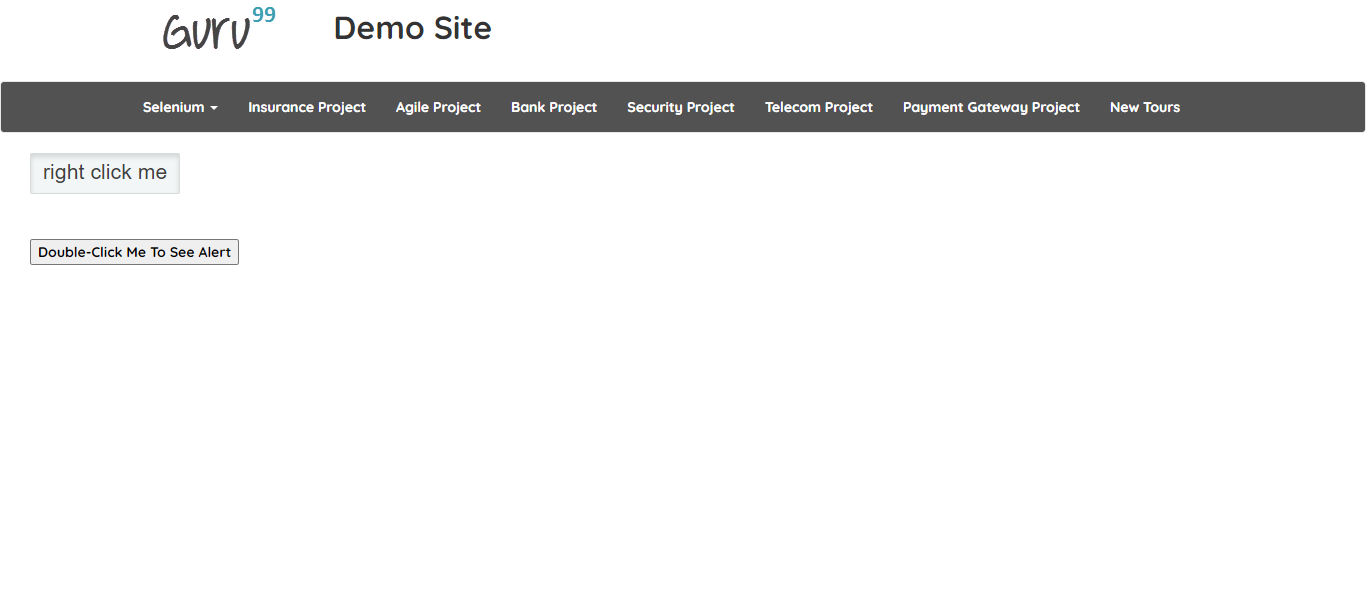 Guru99 Demo Site
Selenium Insurance Project Agile Project Bank Project Security Project Telecom Project Payment Gateway Project New Tours
right click me
Double-Click Me To See Alert